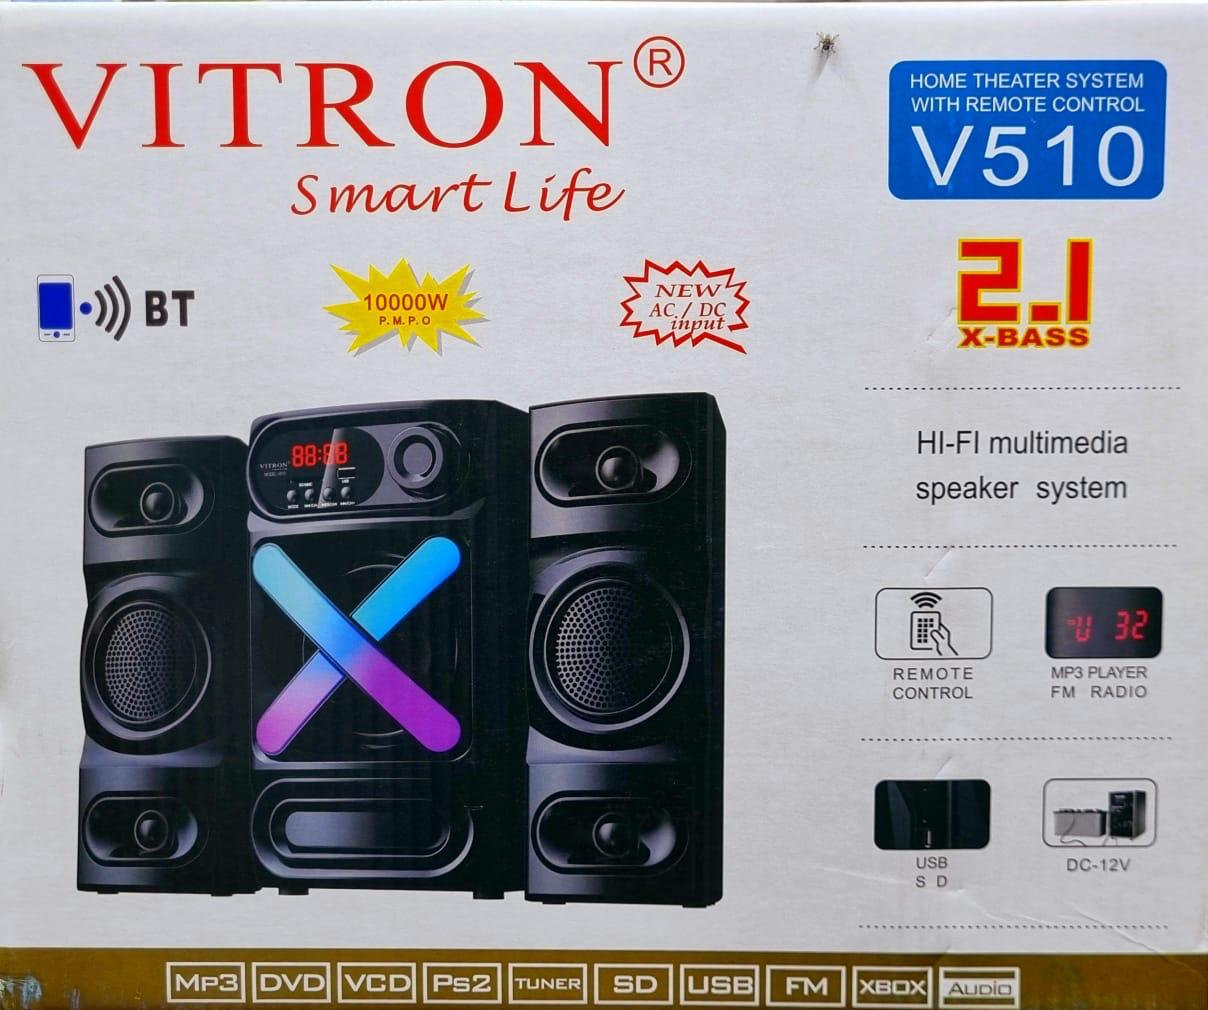 VITRON®
Smart Life
HOME THEATER SYSTEM
WITH REMOTE CONTROL
V510
BT
10000W
P.M.P.O
NEW
AC / DC
input
2.1
X-BASS
HI-FI multimedia
speaker system
VITRON
88:88
USB
REMOTE
CONTROL
U 32
MP3 PLAYER
FM RADIO
USB
S D
DC-12V
MP3 DVD VCD PS2 TUNER SD USB FM XBOX AUDIO